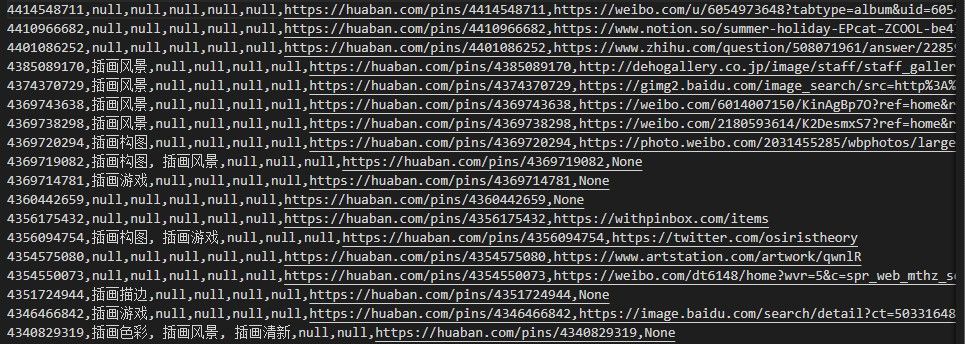 4414548711,null,null,null,null,null,https://huaban.com/pins/4414548711,https://weibo.com/u/6054973648?tabtype=album&uid=605
4410966682,null,null,null,null,null,https://huaban.com/pins/4410966682,https://www.notion.so/summer-holiday-EPcat-ZCOOL-be4
4401086252,null,null,null,null,null,https://huaban.com/pins/4401086252,https://www.zhihu.com/question/508071961/answer/2285
4385089170,插画风景,null,null,null,null,https://huaban.com/pins/4385089170,http://dehogallery.co.jp/image/staff/staff_galler
4374370729,插画风景,null,null,null,null,https://huaban.com/pins/4374370729,https://gimg2.baidu.com/image_search/src=http%3A%
4369743638,插画风景,null,null,null,null,https://huaban.com/pins/4369743638,https://weibo.com/6014007150/KinAgBp7O?ref=home&r
4369738298,插画风景,null,null,null,null,https://huaban.com/pins/4369738298,https://weibo.com/2180593614/K2DesmxS7?ref=home&r
4369720294,插画构图,null,null,null,null,https://huaban.com/pins/4369720294,https://photo.weibo.com/2031455285/wbphotos/large
4369719082,插画构图, 插画风景,null,null,null,https://huaban.com/pins/4369719082,None
4369714781,插画游戏,null,null,null,null,https://huaban.com/pins/4369714781,None
4360442659,null,null,null,null,null,https://huaban.com/pins/4360442659,None
4356175432,null,null,null,null,null,https://huaban.com/pins/4356175432,https://withpinbox.com/items
4356094754,插画构图, 插画游戏,null,null,null,https://huaban.com/pins/4356094754,https://twitter.com/osiristheory
4354575080,null,null,null,null,null,https://huaban.com/pins/4354575080,https://www.artstation.com/artwork/qwnlR
4354550073,null,null,null,null,null,https://huaban.com/pins/4354550073,https://weibo.com/dt6148/home?wvr=5&c=spr_web_mthz_s
4351724944,插画描边,null,null,null,null,https://huaban.com/pins/4351724944,None
4346466842,插画游戏,null,null,null,null,https://huaban.com/pins/4346466842,https://image.baidu.com/search/detail?ct=50331648
4340829319,插画色彩, 插画风景, 插画清新,null,null,https://huaban.com/pins/4340829319,None